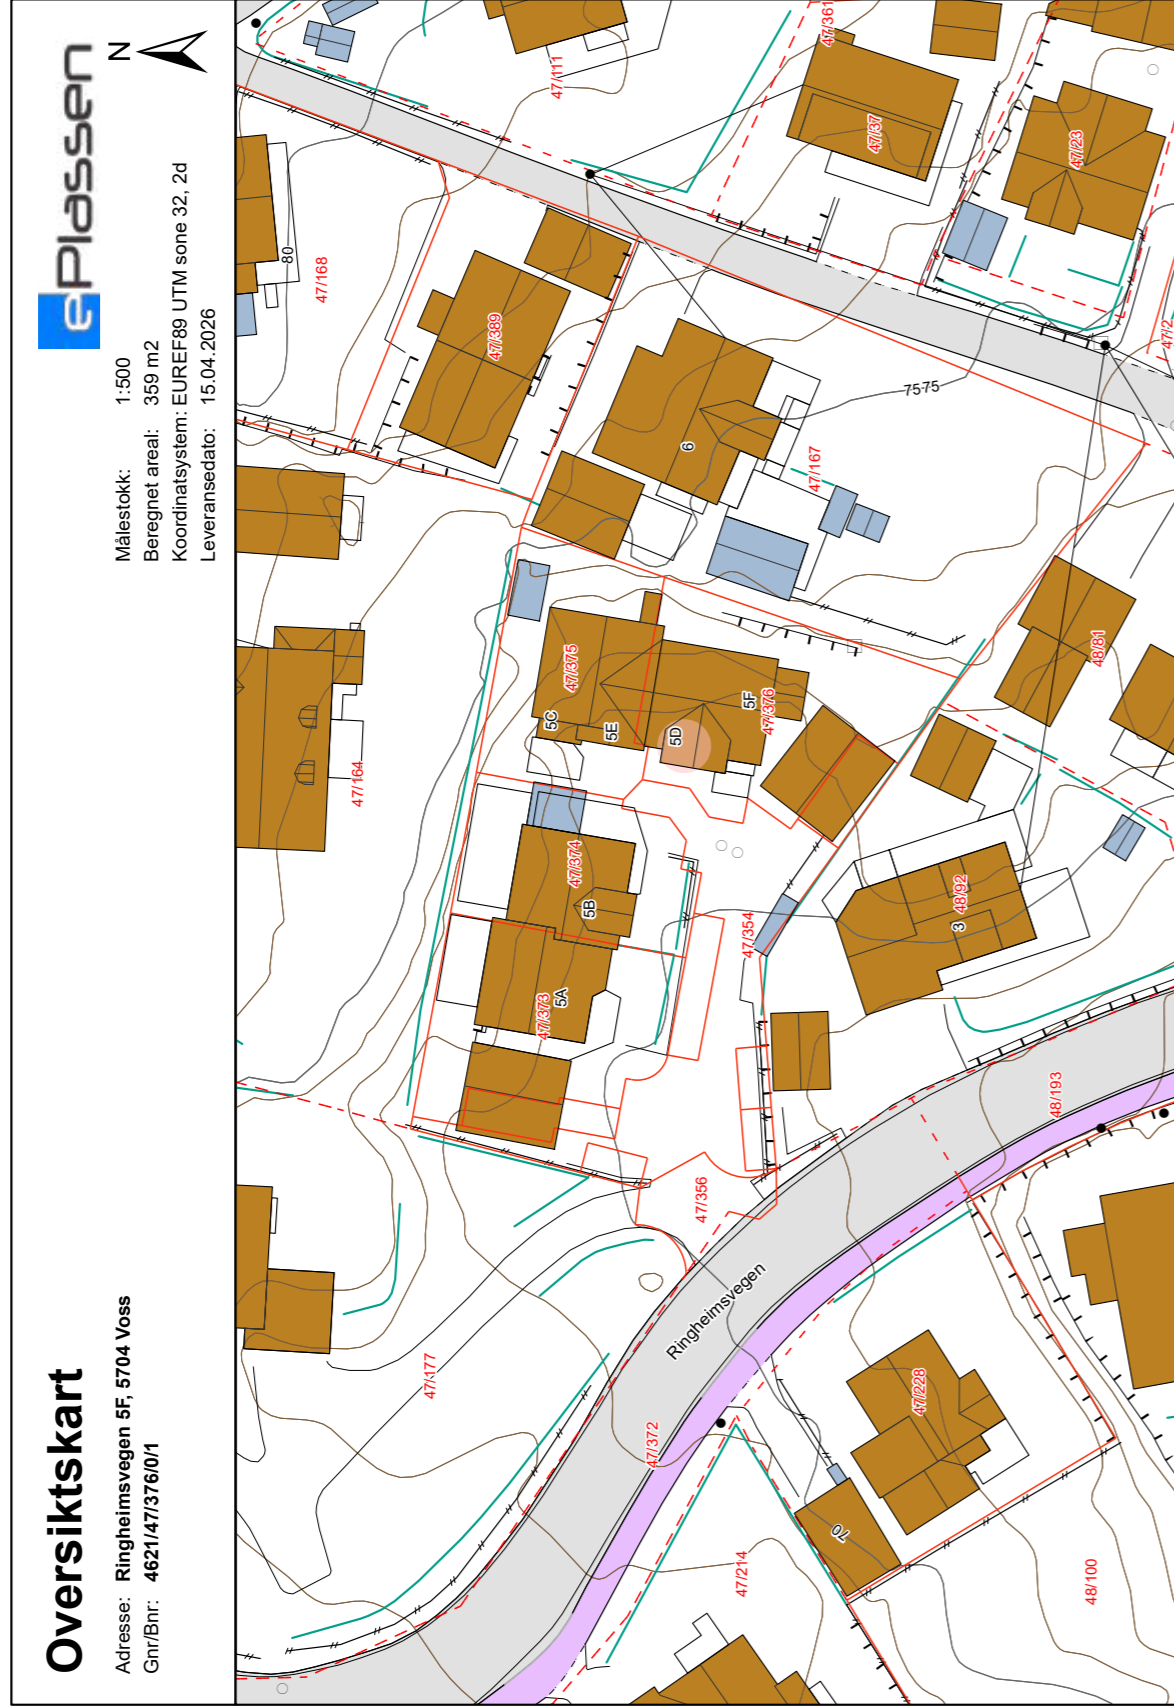 Oversiktskart
Adresse: Ringheimsvegen 5F, 5704 Voss
Gnr/Bnr: 4621/47/376/0/1
Målestokk: 1:500
Beregnet areal: 359 m2
Koordinatsystem: EUREF89 UTM sone 32, 2d
Leveransedato: 15.04.2026
ePlassen
N
80
47/168
47/111
47/361
47/37
47/23
47/389
47/2
7575
6
47/167
47/164
47/375
5C
5E
5D
5F
47/376
48/81
47/374
5B
47/373
5A
47/354
48/92
3
48/193
47/356
Ringheimsvegen
47/177
47/372
47/228
70
47/214
48/100